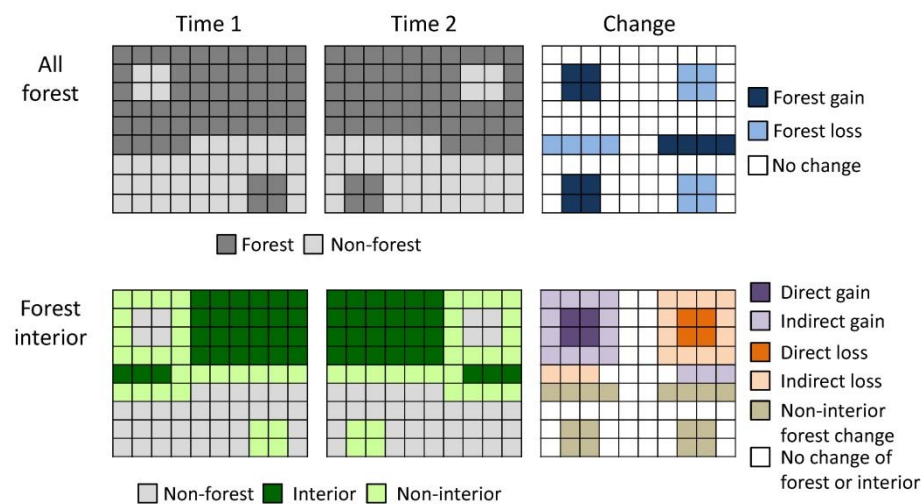 Time 1
Time 2
Change
All
forest
Forest gain
Forest loss
No change
Forest
Non-forest
Forest
interior
Direct gain
Indirect gain
Direct loss
Indirect loss
Non-interior
forest change
No change of
forest or interior
Non-forest
Interior
Non-interior